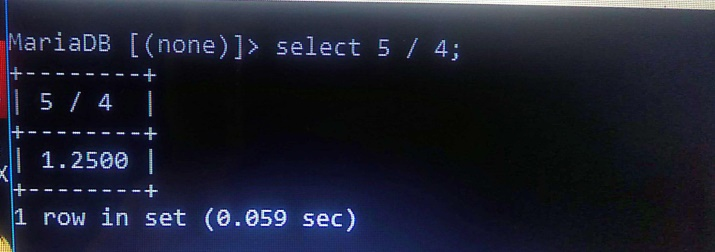 MariaDB [(none)]> select 5 / 4;
+--------+
| 5 / 4  |
+--------+
| 1.2500 |
+--------+
1 row in set (0.059 sec)